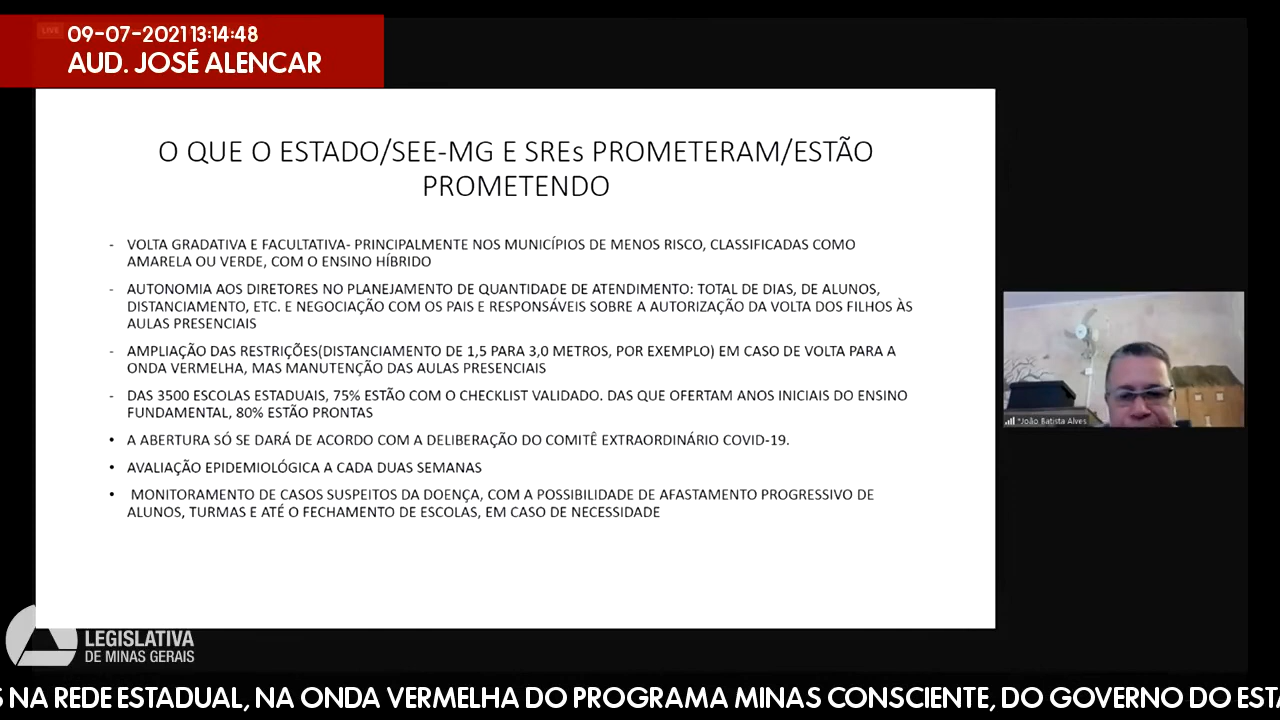 LIVE
09-07-2021 13:14:48
AUD. JOSÉ ALENCAR
O QUE O ESTADO/SEE-MG E SREs PROMETERAM/ESTÃO
PROMETENDO
- VOLTA GRADATIVA E FACULTATIVA- PRINCIPALMENTE NOS MUNICÍPIOS DE MENOS RISCO, CLASSIFICADAS COMO
AMARELA OU VERDE, COM O ENSINO HÍBRIDO
- AUTONOMIA AOS DIRETORES NO PLANEJAMENTO DE QUANTIDADE DE ATENDIMENTO: TOTAL DE DIAS, DE ALUNOS,
DISTANCIAMENTO, ETC. E NEGOCIAÇÃO COM OS PAIS E RESPONSÁVEIS SOBRE A AUTORIZAÇÃO DA VOLTA DOS FILHOS ÀS
AULAS PRESENCIAIS
- AMPLIAÇÃO DAS RESTRIÇÕES(DISTANCIAMENTO DE 1,5 PARA 3,0 METROS, POR EXEMPLO) EM CASO DE VOLTA PARA A
ONDA VERMELHA, MAS MANUTENÇÃO DAS AULAS PRESENCIAIS
- DAS 3500 ESCOLAS ESTADUAIS, 75% ESTÃO COM O CHECKLIST VALIDADO. DAS QUE OFERTAM ANOS INICIAIS DO ENSINO
FUNDAMENTAL, 80% ESTÃO PRONTAS
• A ABERTURA SÓ SE DARÁ DE ACORDO COM A DELIBERAÇÃO DO COMITÊ EXTRAORDINÁRIO COVID-19.
• AVALIAÇÃO EPIDEMIOLÓGICA A CADA DUAS SEMANAS
• MONITORAMENTO DE CASOS SUSPEITOS DA DOENÇA, COM A POSSIBILIDADE DE AFASTAMENTO PROGRESSIVO DE
ALUNOS, TURMAS E ATÉ O FECHAMENTO DE ESCOLAS, EM CASO DE NECESSIDADE
*João Batista Alves
LEGISLATIVA
DE MINAS GERAIS
S NA REDE ESTADUAL, NA ONDA VERMELHA DO PROGRAMA MINAS CONSCIENTE, DO GOVERNO DO ESTA